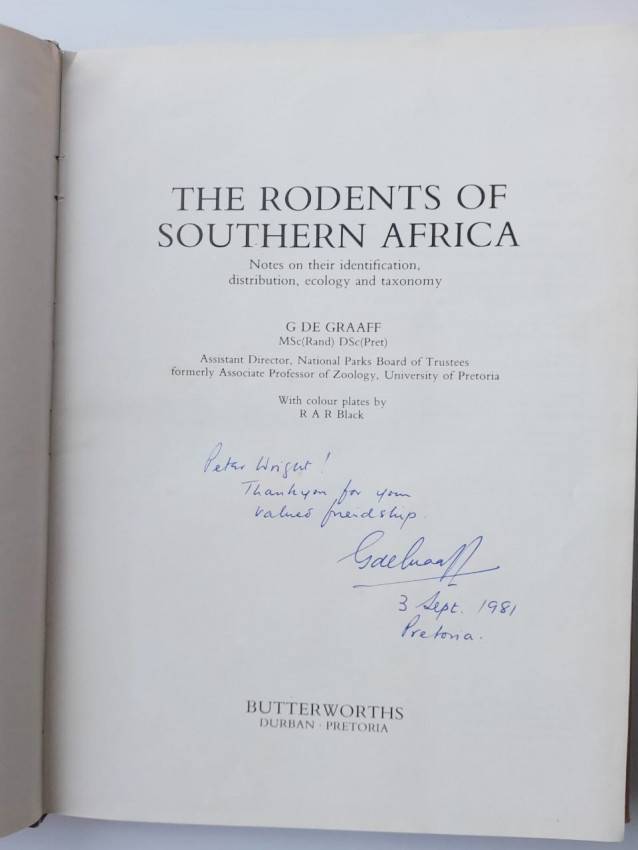 THE RODENTS OF
SOUTHERN AFRICA
Notes on their identification,
distribution, ecology and taxonomy
G DE GRAAFF
MSc(Rand) DSc(Pret)
Assistant Director, National Parks Board of Trustees
formerly Associate Professor of Zoology, University of Pretoria
With colour plates by
R A R Black
Peter Wright!
Thankyou for your
valued friendship.
GdeGraaff
3 Sept. 1981
Pretoria.
BUTTERWORTHS
DURBAN · PRETORIA